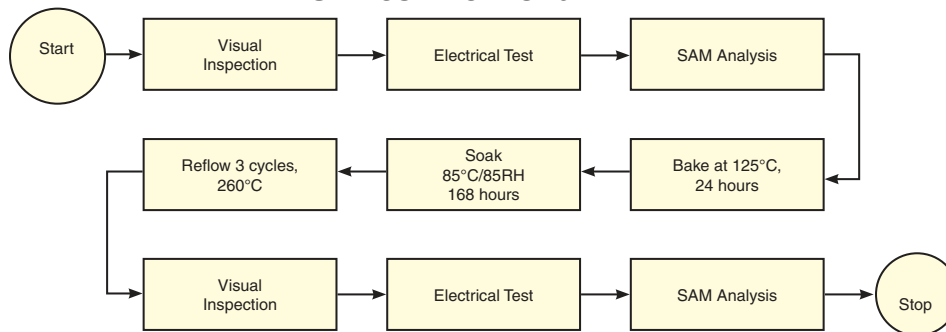 Start
Visual
Inspection
Electrical Test
SAM Analysis
Reflow 3 cycles,
260°C
Soak
85°C/85RH
168 hours
Bake at 125°C,
24 hours
Visual
Inspection
Electrical Test
SAM Analysis
Stop